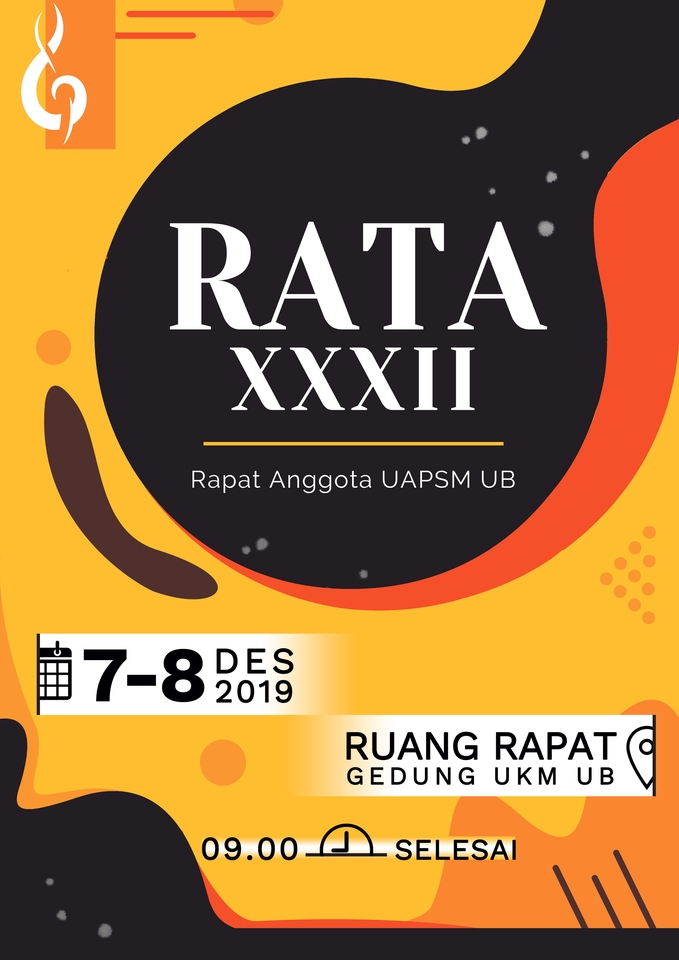 RATA
XXXII
Rapat Anggota UAPSM UB
7-8 DES 2019
RUANG RAPAT
GEDUNG UKM UB
09.00 SELESAI